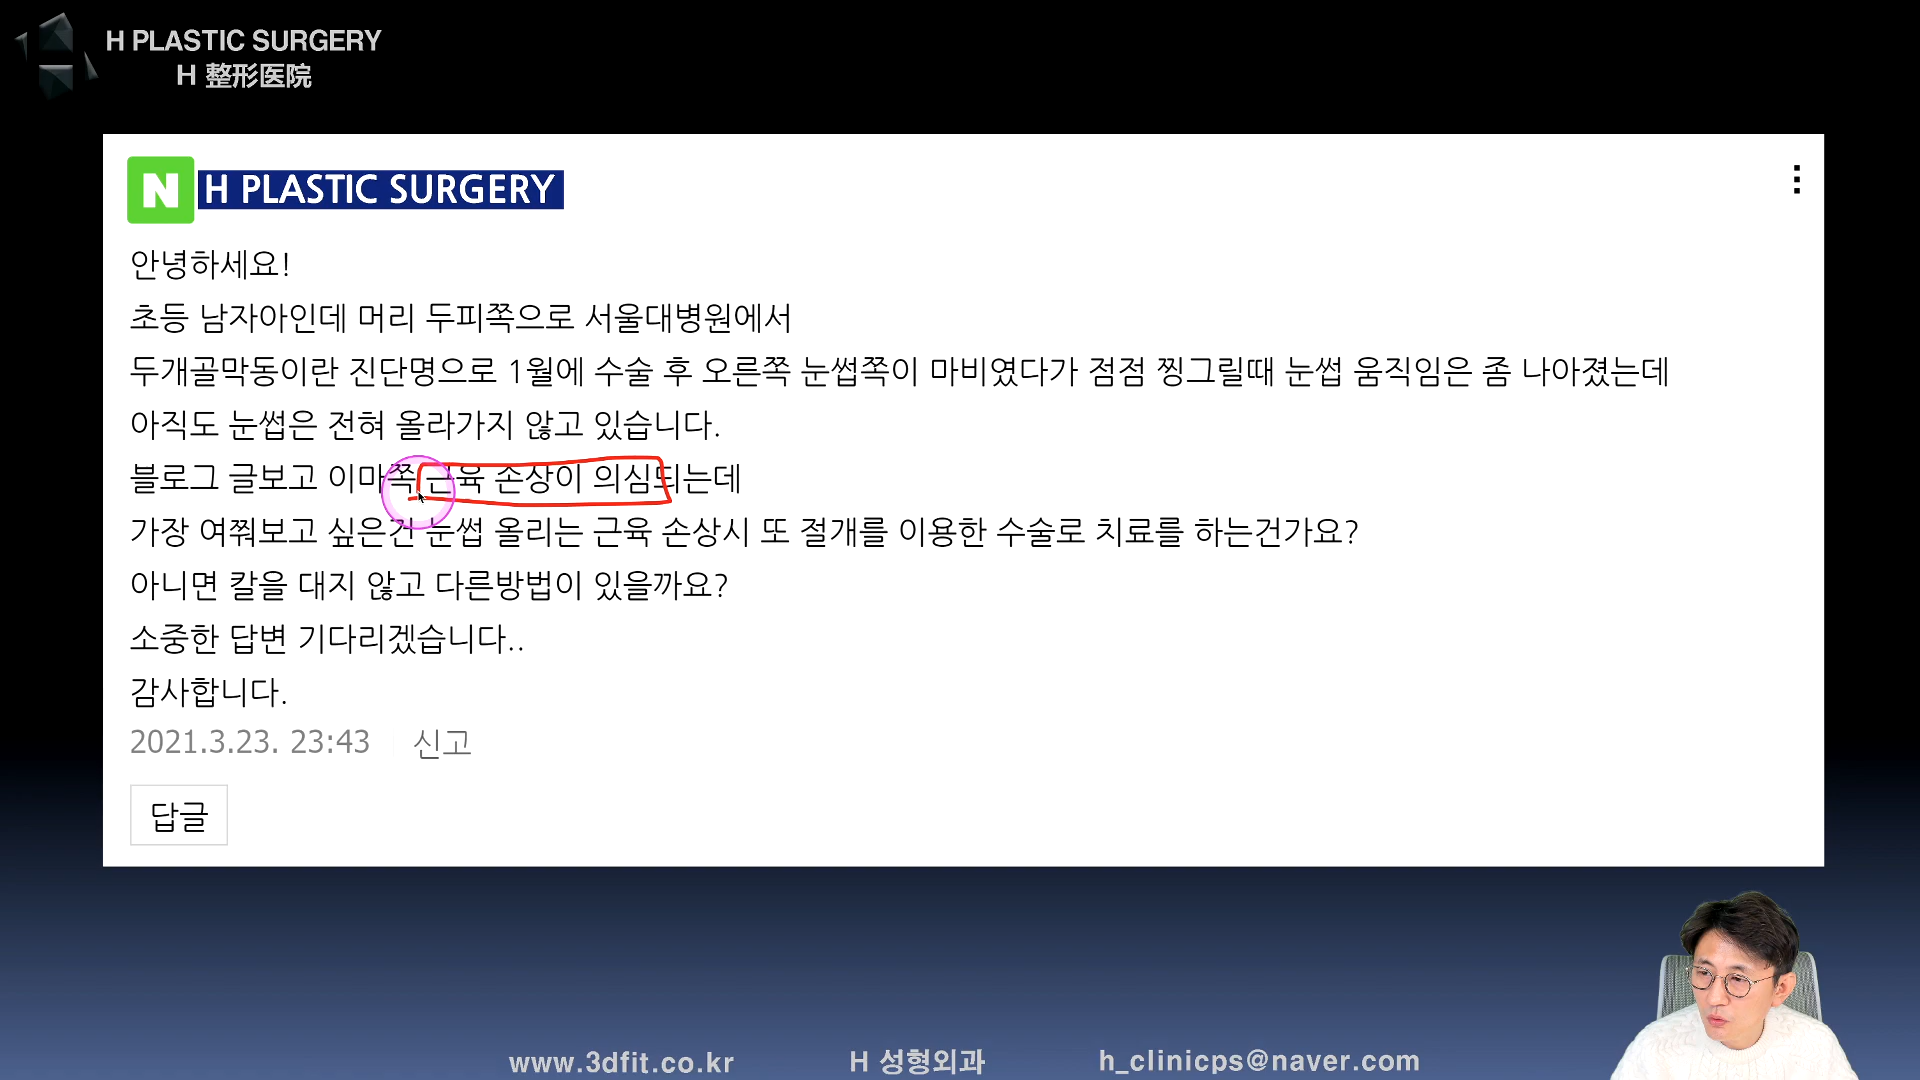 H PLASTIC SURGERY
H 整形医院
N H PLASTIC SURGERY
안녕하세요!
초등 남자아인데 머리 두피쪽으로 서울대병원에서
두개골막동이란 진단명으로 1월에 수술 후 오른쪽 눈썹쪽이 마비였다가 점점 찡그릴때 눈썹 움직임은 좀 나아졌는데
아직도 눈썹은 전혀 올라가지 않고 있습니다.
블로그 글보고 이마쪽 근육 손상이 의심되는데
가장 여쭤보고 싶은건 눈썹 올리는 근육 손상시 또 절개를 이용한 수술로 치료를 하는건가요?
아니면 칼을 대지 않고 다른방법이 있을까요?
소중한 답변 기다리겠습니다..
감사합니다.
2021.3.23. 23:43 신고
답글
www.3dfit.co.kr H 성형외과 h_clinicps@naver.com